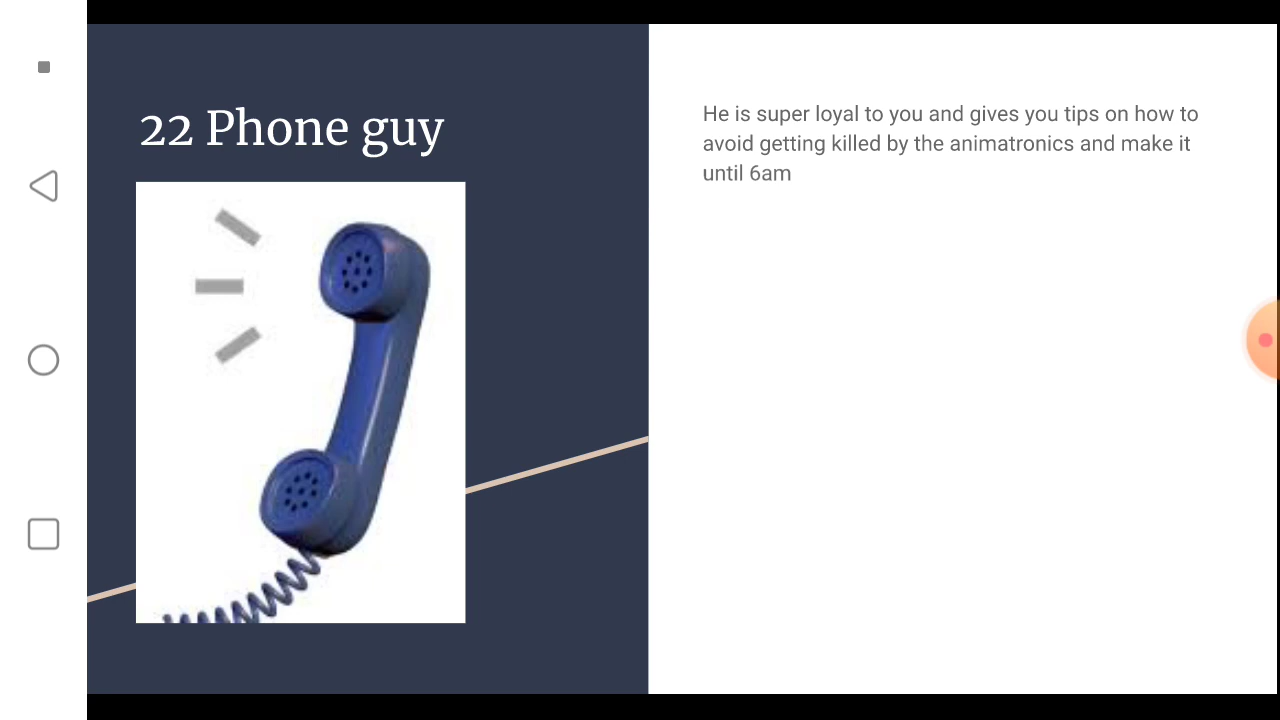 22 Phone guy
He is super loyal to you and gives you tips on how to
avoid getting killed by the animatronics and make it
until 6am